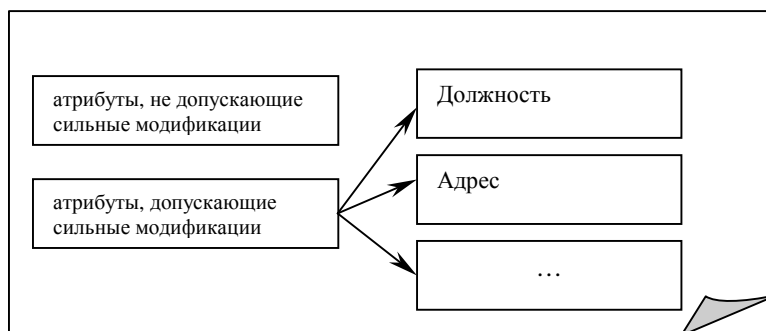 атрибуты, не допускающие
сильные модификации
атрибуты, допускающие
сильные модификации
Должность
Адрес
…